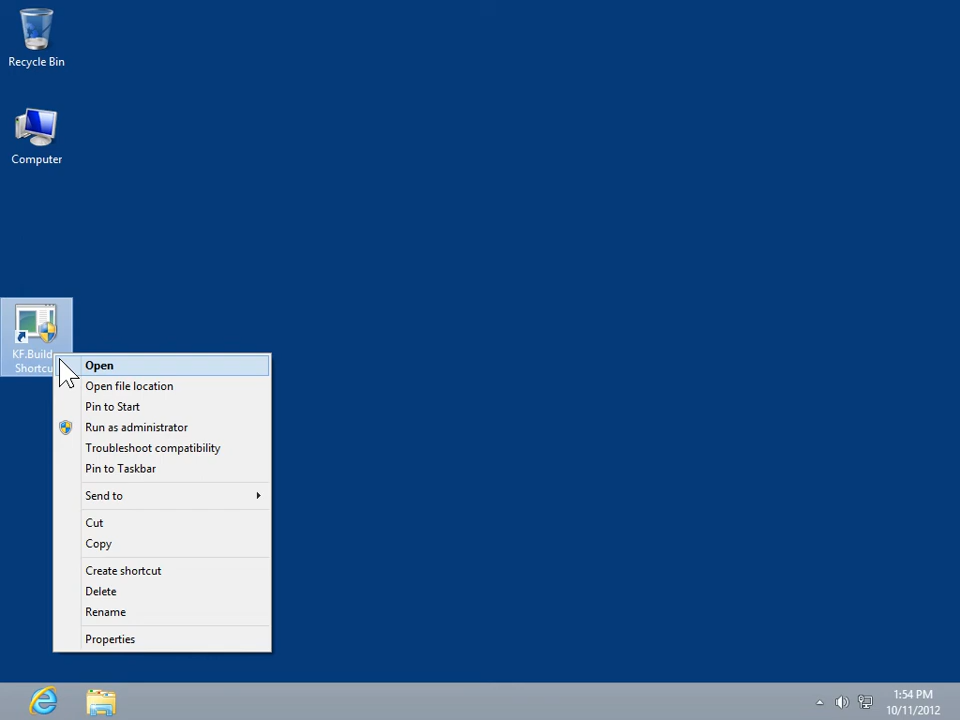 Recycle Bin
Computer
KF.Build
Open
Open file location
Pin to Start
Run as administrator
Troubleshoot compatibility
Pin to Taskbar
Send to
Cut
Copy
Create shortcut
Delete
Rename
Properties
1:54 PM
10/11/2012